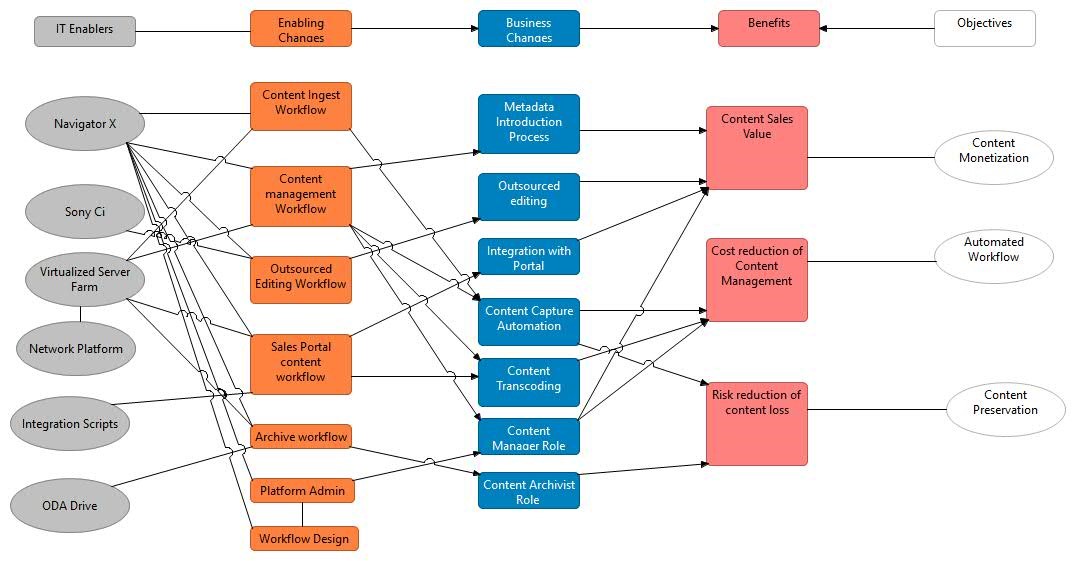 IT Enablers
Enabling
Changes
Business
Changes
Benefits
Objectives
Navigator X
Sony Ci
Virtualized Server
Farm
Network Platform
Integration Scripts
ODA Drive
Content Ingest
Workflow
Content
management
Workflow
Outsourced
Editing Workflow
Sales Portal
content
workflow
Archive workflow
Platform Admin
Workflow Design
Metadata
Introduction
Process
Outsourced
editing
Integration with
Portal
Content Capture
Automation
Content
Transcoding
Content
Manager Role
Content Archivist
Role
Content Sales
Value
Cost reduction of
Content
Management
Risk reduction of
content loss
Content
Monetization
Automated
Workflow
Content
Preservation